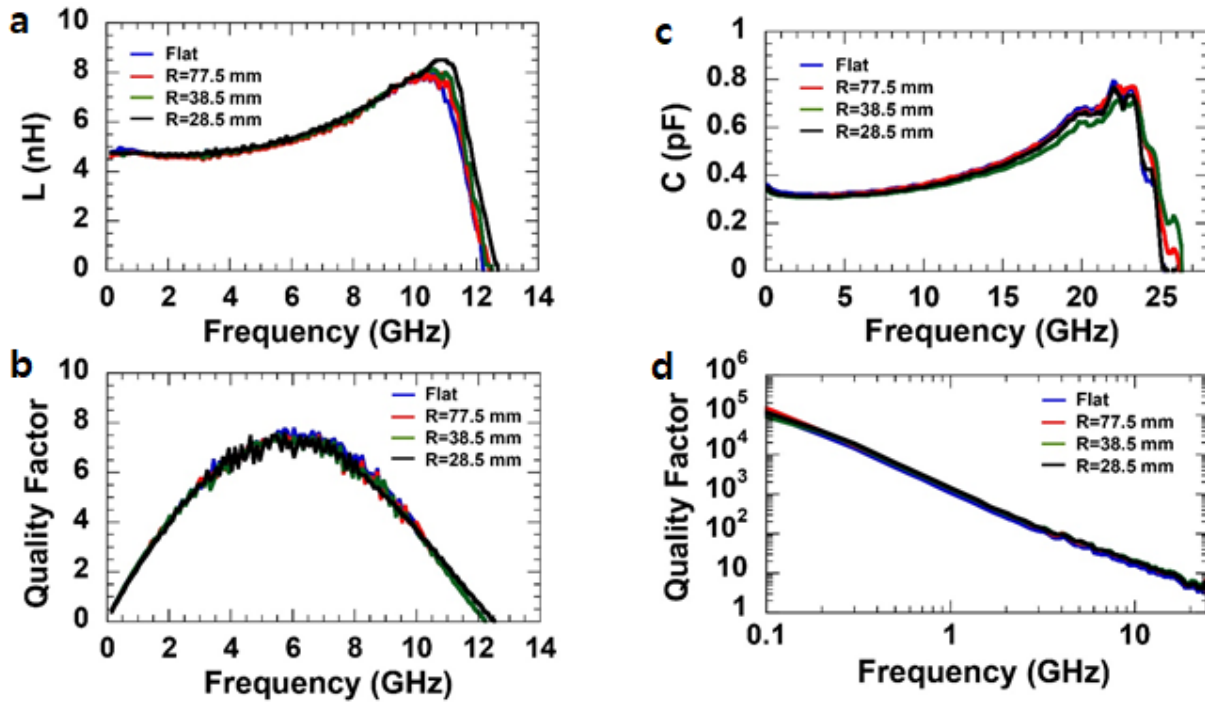 a
10
8
6
4
2
0
L (nH)
Flat
R=77.5 mm
R=38.5 mm
R=28.5 mm
0 2 4 6 8 10 12 14
Frequency (GHz)
c
1
0.8
0.6
0.4
0.2
0
C (pF)
Flat
R=77.5 mm
R=38.5 mm
R=28.5 mm
0 5 10 15 20 25
Frequency (GHz)
b
10
8
6
4
2
0
Quality Factor
Flat
R=77.5 mm
R=38.5 mm
R=28.5 mm
0 2 4 6 8 10 12 14
Frequency (GHz)
d
10⁶
10⁵
10⁴
10³
10²
10
1
Quality Factor
Flat
R=77.5 mm
R=38.5 mm
R=28.5 mm
0.1 1 10
Frequency (GHz)